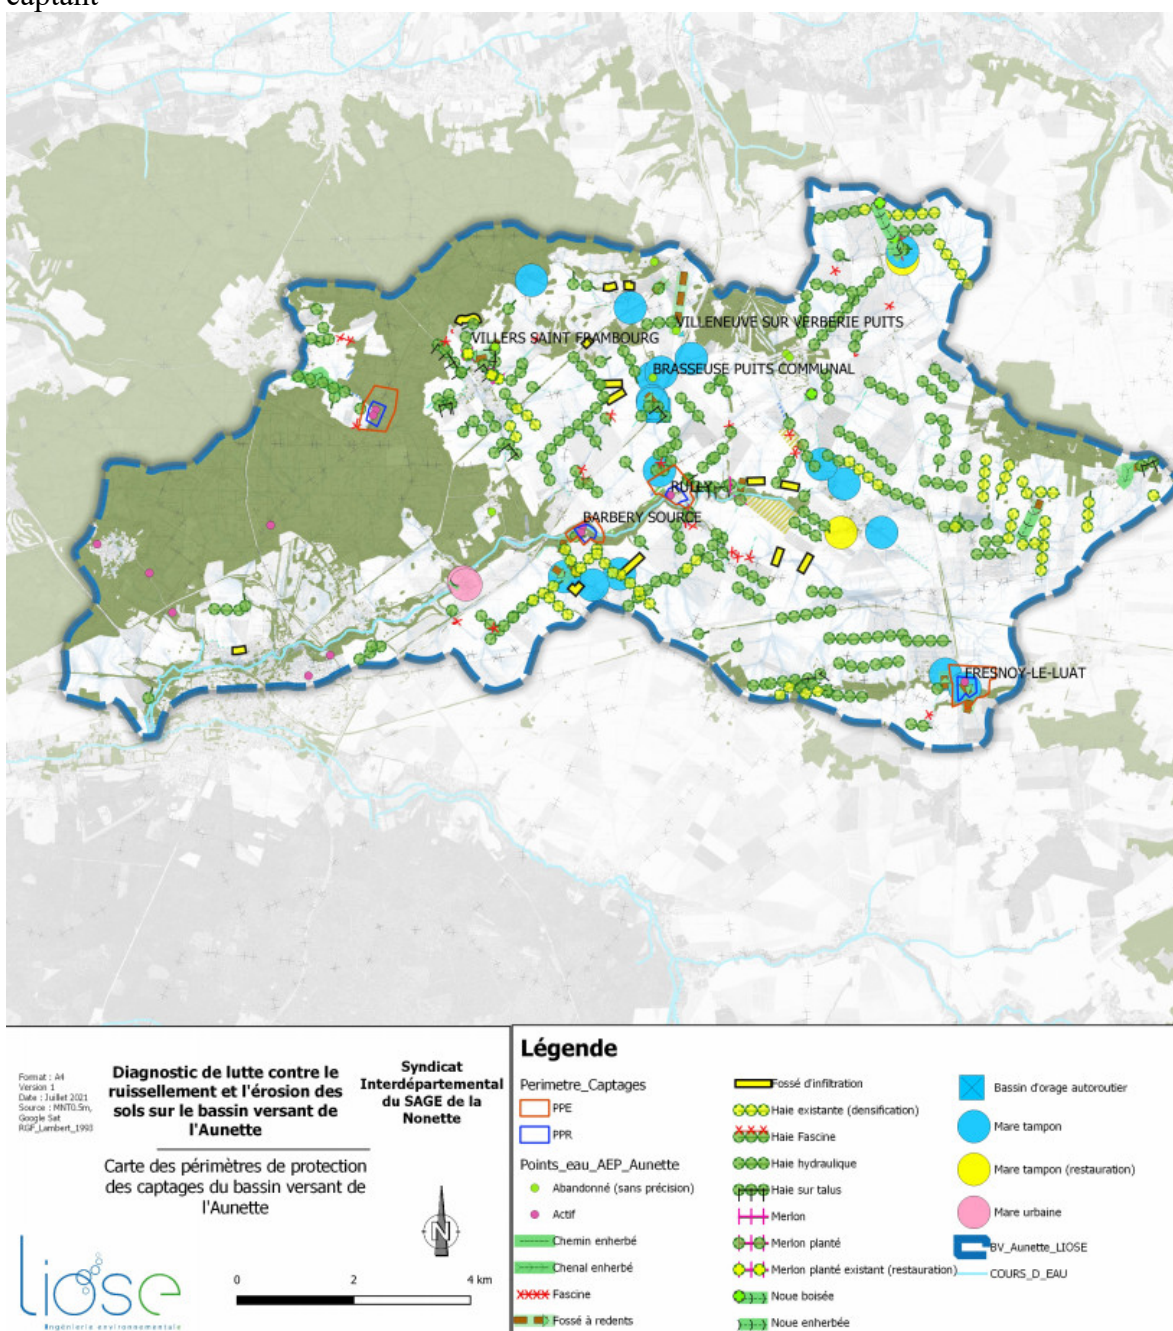 captant
VILLERS SAINT FRAMBOURG
VILLENEUVE SUR VERBERIE PUITS
BRASSEUSE PUITS COMMUNAL
RULLY
BARBERY SOURCE
FRESNOY-LE-LUAT
Format : A4
Version 1
Date : Juillet 2021
Source : MNT0.5m,
Google Sat
RGF_Lambert_1993
Diagnostic de lutte contre le
ruissellement et l'érosion des
sols sur le bassin versant de
l'Aunette
Carte des périmètres de protection
des captages du bassin versant de
l'Aunette
Syndicat
Interdépartemental
du SAGE de la
Nonette
N
0 2 4 km
liose
Ingénierie environnementale
Légende
Perimetre_Captages
PPE
PPR
Points_eau_AEP_Aunette
Abandonné (sans précision)
Actif
Chemin enherbé
Chenal enherbé
Fascine
Fossé à redents
Fossé d'infiltration
Haie existante (densification)
Haie Fascine
Haie hydraulique
Haie sur talus
Merlon
Merlon planté
Merlon planté existant (restauration)
Noue boisée
Noue enherbée
Bassin d'orage autoroutier
Mare tampon
Mare tampon (restauration)
Mare urbaine
BV_Aunette_LIOSE
COURS_D_EAU